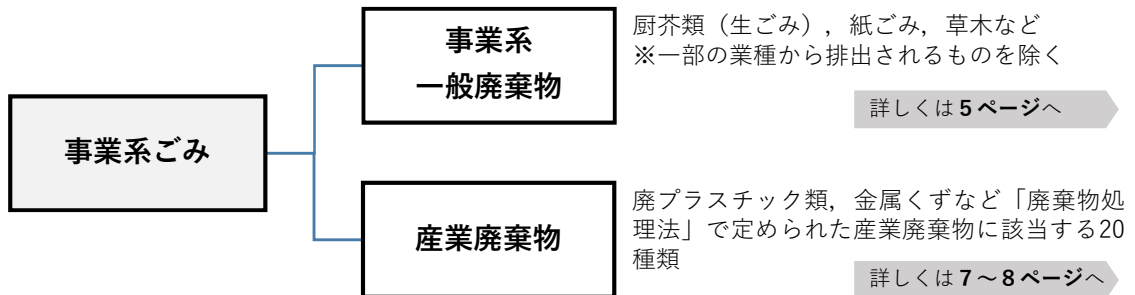 事業系ごみ
事業系
一般廃棄物
厨芥類（生ごみ），紙ごみ，草木など
※一部の業種から排出されるものを除く
詳しくは５ページへ
産業廃棄物
廃プラスチック類，金属くずなど「廃棄物処
理法」で定められた産業廃棄物に該当する20
種類
詳しくは７～８ページへ